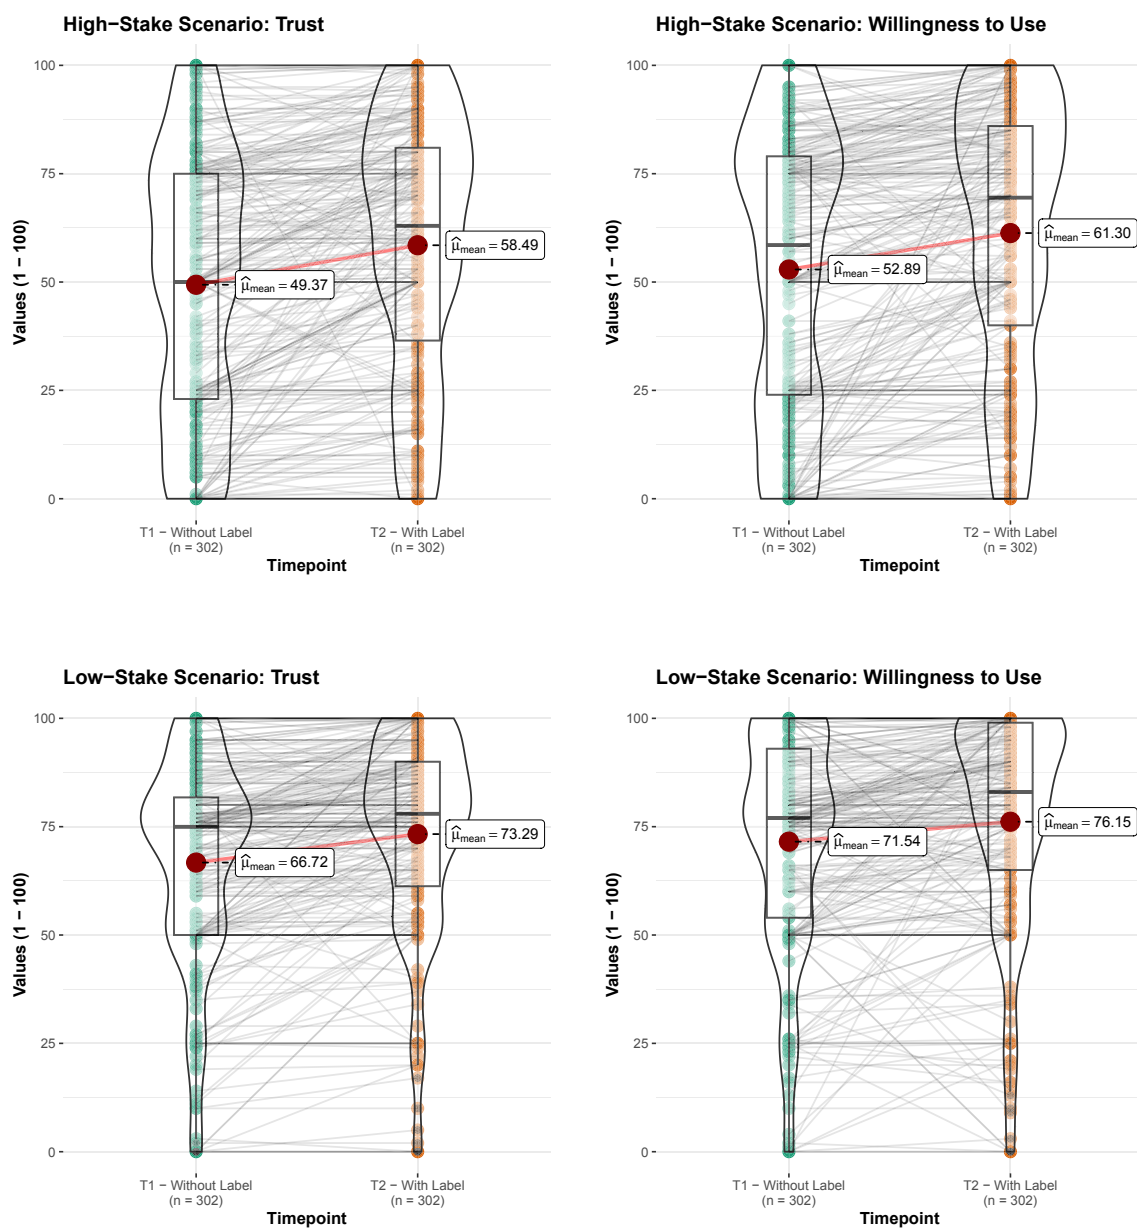 High−Stake Scenario: Trust
100
75
50
25
0
Values (1 − 100)
μ̂mean = 49.37
μ̂mean = 58.49
T1 − Without Label
(n = 302)
T2 − With Label
(n = 302)
Timepoint
High−Stake Scenario: Willingness to Use
100
75
50
25
0
Values (1 − 100)
μ̂mean = 52.89
μ̂mean = 61.30
T1 − Without Label
(n = 302)
T2 − With Label
(n = 302)
Timepoint
Low−Stake Scenario: Trust
100
75
50
25
0
Values (1 − 100)
μ̂mean = 66.72
μ̂mean = 73.29
T1 − Without Label
(n = 302)
T2 − With Label
(n = 302)
Timepoint
Low−Stake Scenario: Willingness to Use
100
75
50
25
0
Values (1 − 100)
μ̂mean = 71.54
μ̂mean = 76.15
T1 − Without Label
(n = 302)
T2 − With Label
(n = 302)
Timepoint